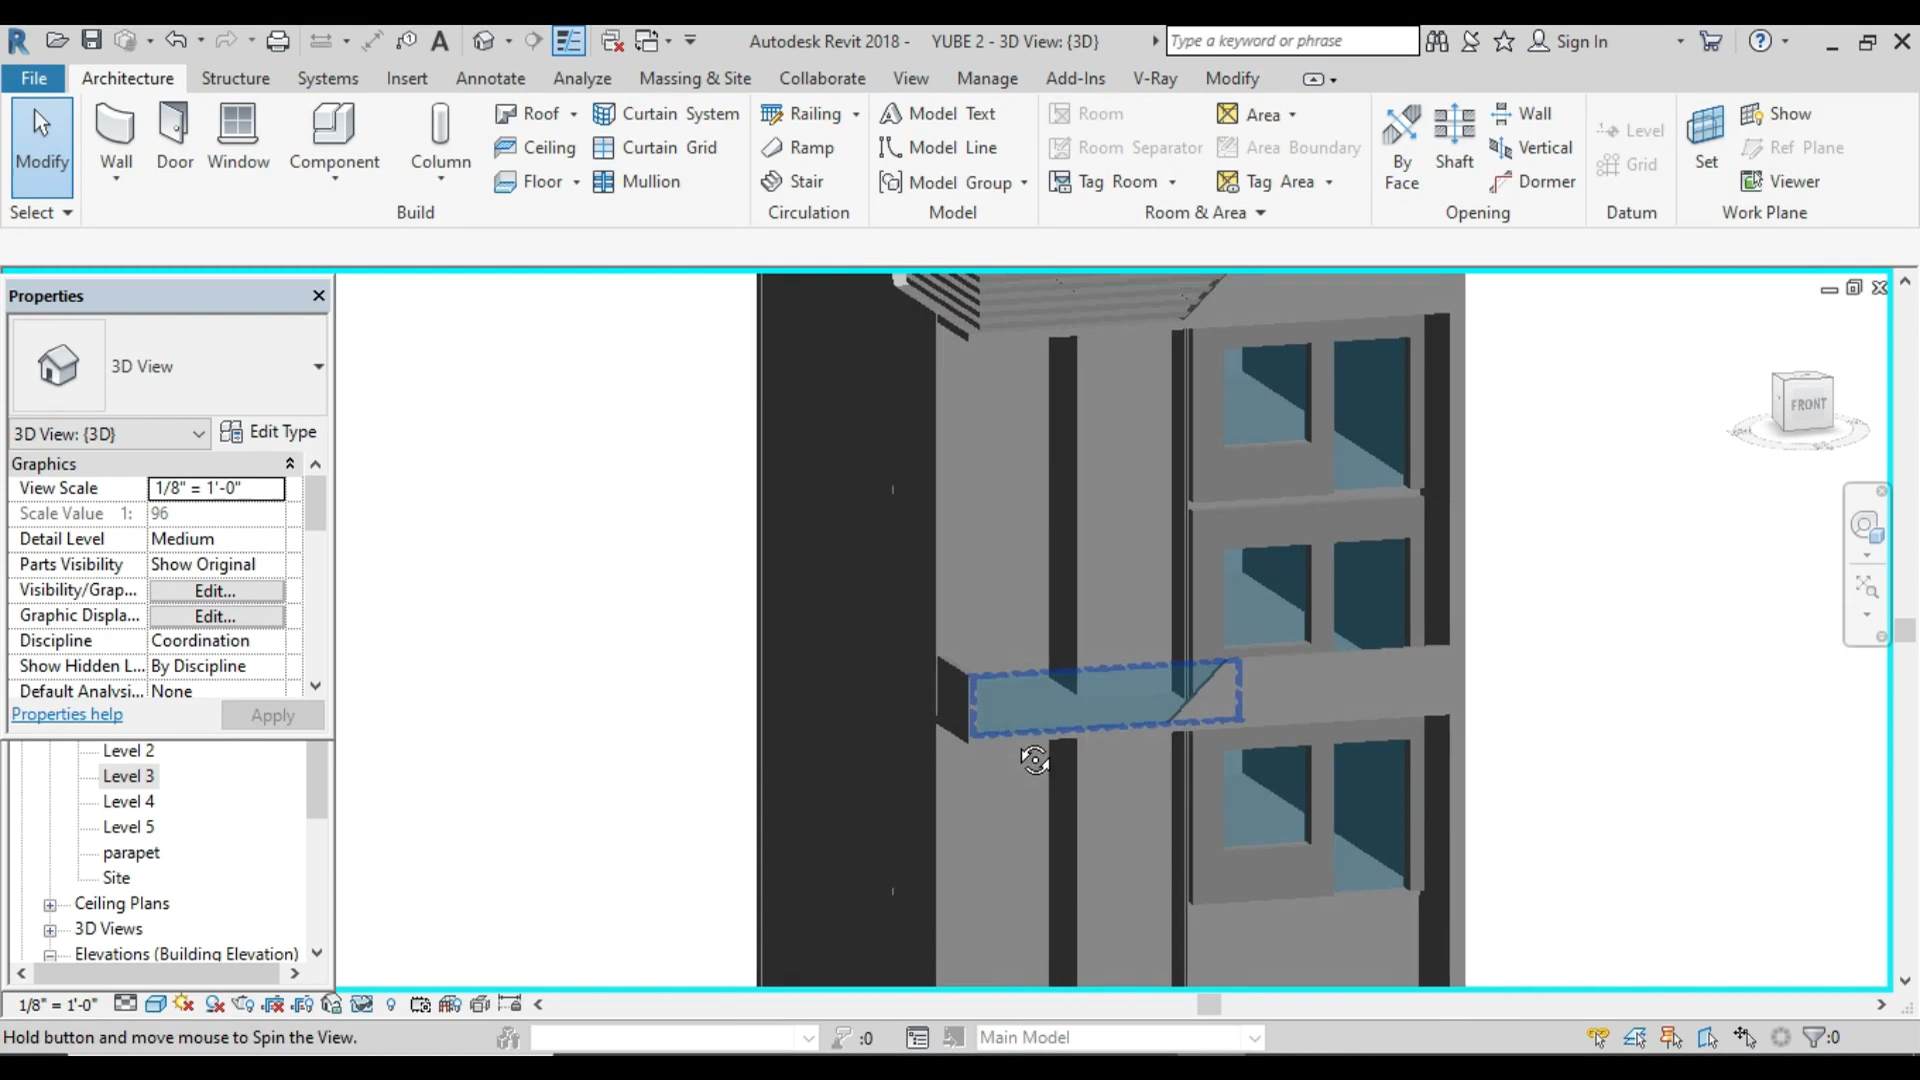 Autodesk Revit 2018 - YUBE 2 - 3D View: {3D}
Type a keyword or phrase
Sign In
File Architecture Structure Systems Insert Annotate Analyze Massing & Site Collaborate View Manage Add-Ins V-Ray Modify
Modify
Wall
Door
Window
Component
Column
Roof
Ceiling
Floor
Curtain System
Curtain Grid
Mullion
Railing
Ramp
Stair
Model Text
Model Line
Model Group
Room
Room Separator
Tag Room
Area
Area Boundary
Tag Area
By
Face
Shaft
Wall
Vertical
Dormer
Level
Grid
Set
Show
Ref Plane
Viewer
Select
Build
Circulation
Model
Room & Area
Opening
Datum
Work Plane
Properties
3D View
3D View: {3D}
Edit Type
Graphics
View Scale 1/8" = 1'-0"
Scale Value 1: 96
Detail Level Medium
Parts Visibility Show Original
Visibility/Grap... Edit...
Graphic Displa... Edit...
Discipline Coordination
Show Hidden L... By Discipline
Default Analysi... None
Properties help
Apply
Level 2
Level 3
Level 4
Level 5
parapet
Site
Ceiling Plans
3D Views
Elevations (Building Elevation)
FRONT
1/8" = 1'-0"
Hold button and move mouse to Spin the View.
:0
Main Model
:0